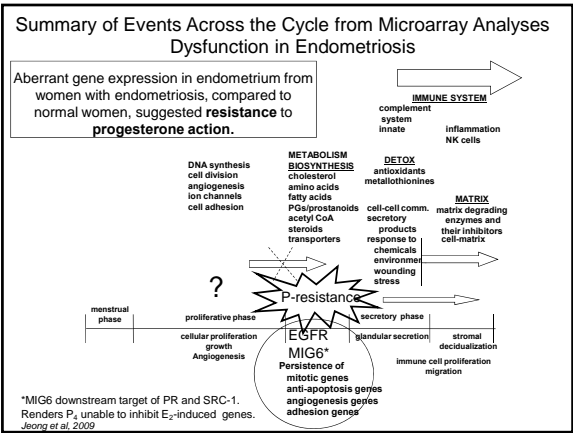 Summary of Events Across the Cycle from Microarray Analyses
Dysfunction in Endometriosis
Aberrant gene expression in endometrium from
women with endometriosis, compared to
normal women, suggested resistance to
progesterone action.
IMMUNE SYSTEM
complement
system
innate
inflammation
NK cells
DNA synthesis
cell division
angiogenesis
ion channels
cell adhesion
METABOLISM
BIOSYNTHESIS
cholesterol
amino acids
fatty acids
PGs/prostanoids
acetyl CoA
steroids
transporters
DETOX
antioxidants
metallothionines
cell-cell comm.
secretory
products
response to
chemicals
environmen
wounding
stress
MATRIX
matrix degrading
enzymes and
their inhibitors
cell-matrix
?
P-resistance
menstrual
phase
proliferative phase
secretory phase
cellular proliferation
growth
Angiogenesis
EGFR
MIG6*
Persistence of
mitotic genes
anti-apoptosis genes
angiogenesis genes
adhesion genes
glandular secretion
stromal
decidualization
immune cell proliferation
migration
*MIG6 downstream target of PR and SRC-1.
Renders P4 unable to inhibit E2-induced genes.
Jeong et al, 2009